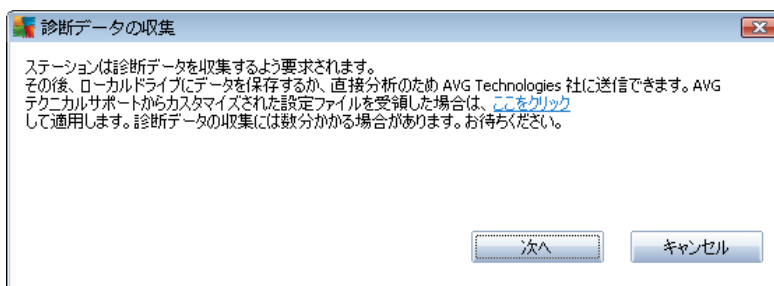 診断データの収集
ステーションは診断データを収集するよう要求されます。
その後、ローカルドライブにデータを保存するか、直接分析のため AVG Technologies 社に送信できます。AVG
テクニカルサポートからカスタマイズされた設定ファイルを受領した場合は、ここをクリック
して適用します。診断データの収集には数分かかる場合があります。お待ちください。
次へ
キャンセル